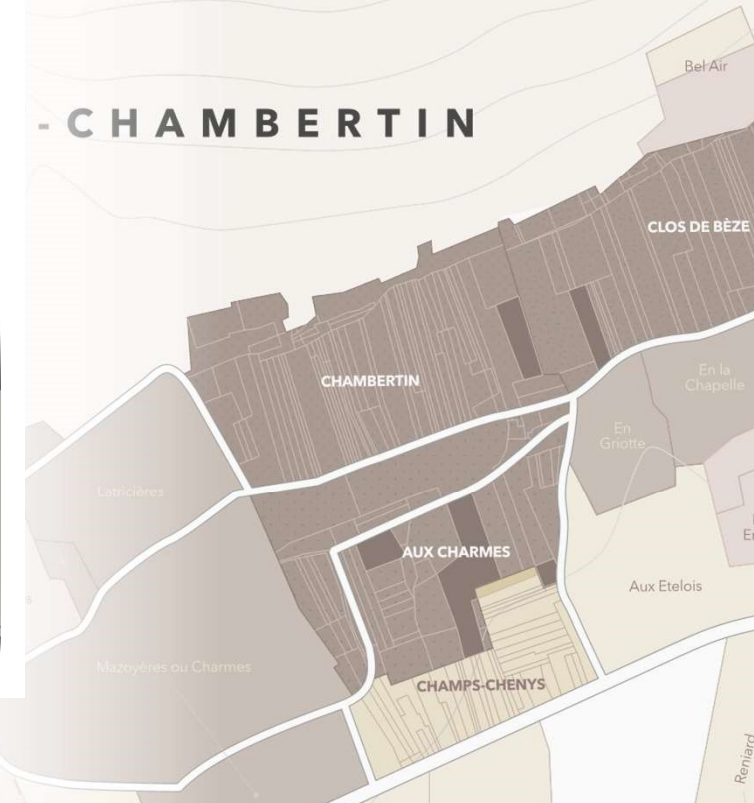 Bel Air
- CHAMBERTIN
CLOS DE BÈZE
CHAMBERTIN
En la
Chapelle
En
Griotte
Latricières
AUX CHARMES
Aux Etelois
Mazoyères ou Charmes
CHAMPS-CHENYS
Reniard